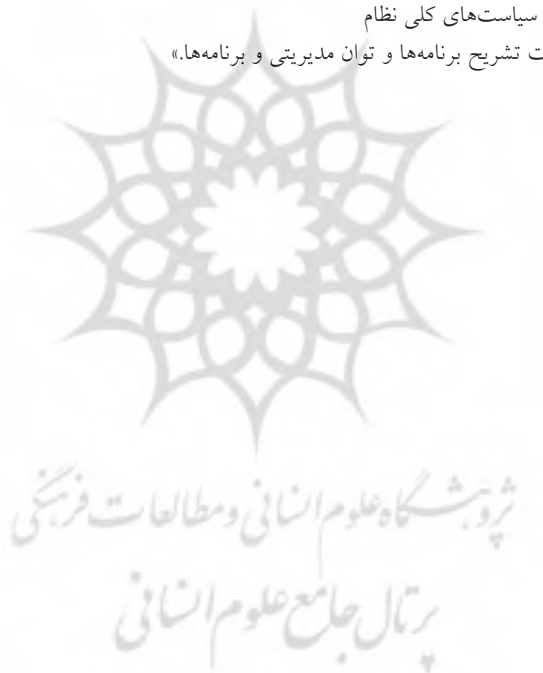 سیاست‌های کلی نظام
ت تشریح برنامه‌ها و توان مدیریتی و برنامه‌ها.»
پژوهشگاه علوم انسانی و مطالعات فرهنگی
پرتال جامع علوم انسانی